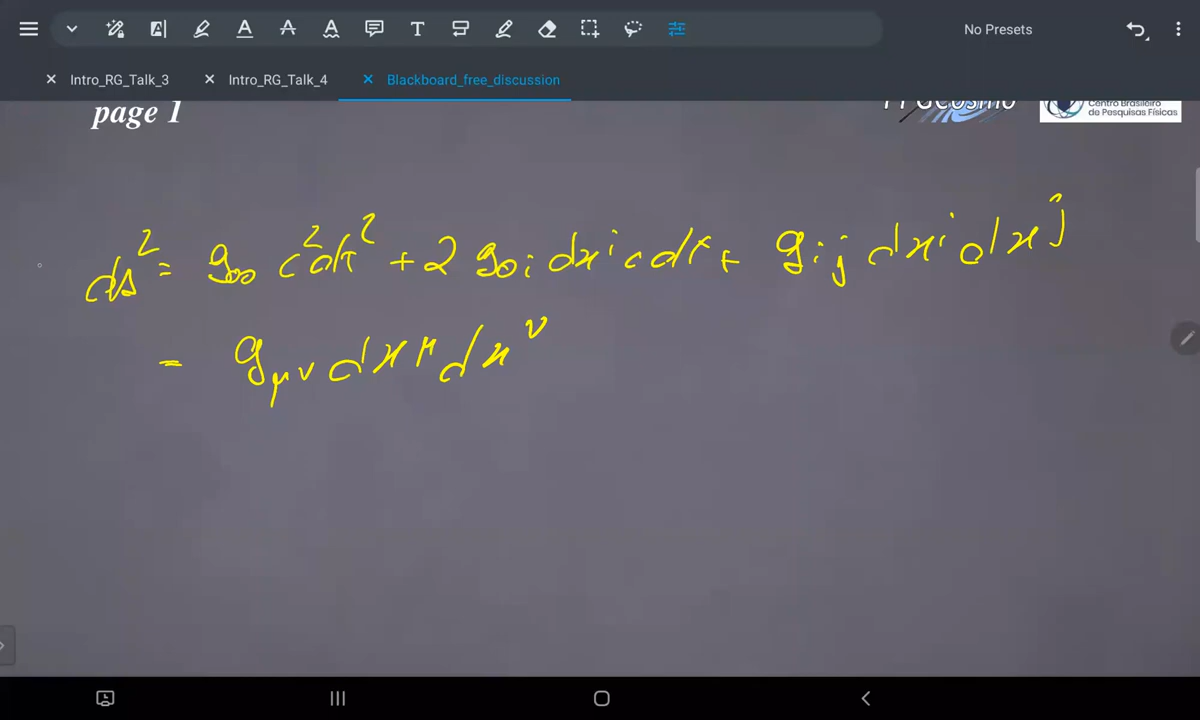 No Presets
Intro_RG_Talk_3
Intro_RG_Talk_4
Blackboard_free_discussion
page 1
Centro Brasileiro
de Pesquisas Físicas
ds² = g₀₀ c²dt² + 2 g₀ᵢ dxⁱ c dt + gᵢⱼ dxⁱ dxʲ
= g_μν dx^μ dx^ν